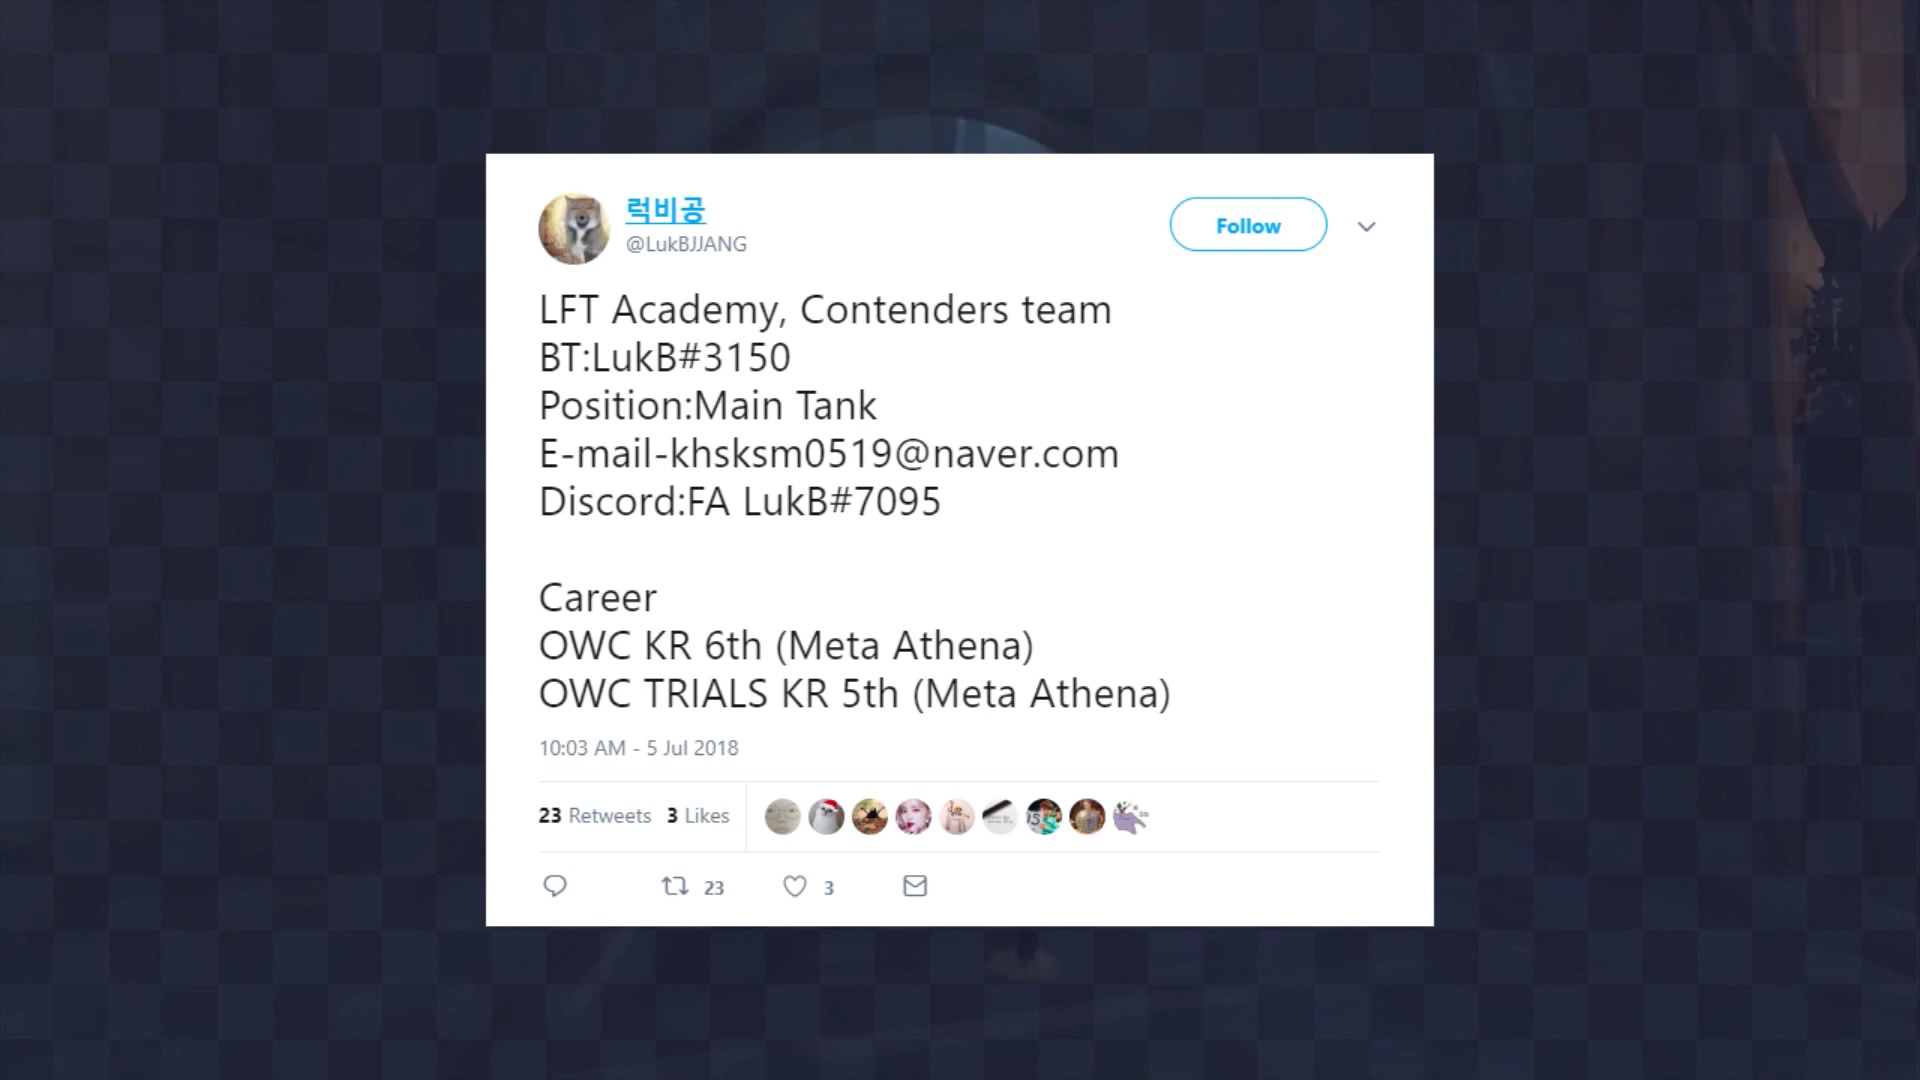 럭비공
@LukBJJANG
Follow
LFT Academy, Contenders team
BT:LukB#3150
Position:Main Tank
E-mail-khsksm0519@naver.com
Discord:FA LukB#7095
Career
OWC KR 6th (Meta Athena)
OWC TRIALS KR 5th (Meta Athena)
10:03 AM - 5 Jul 2018
23 Retweets 3 Likes
23 3